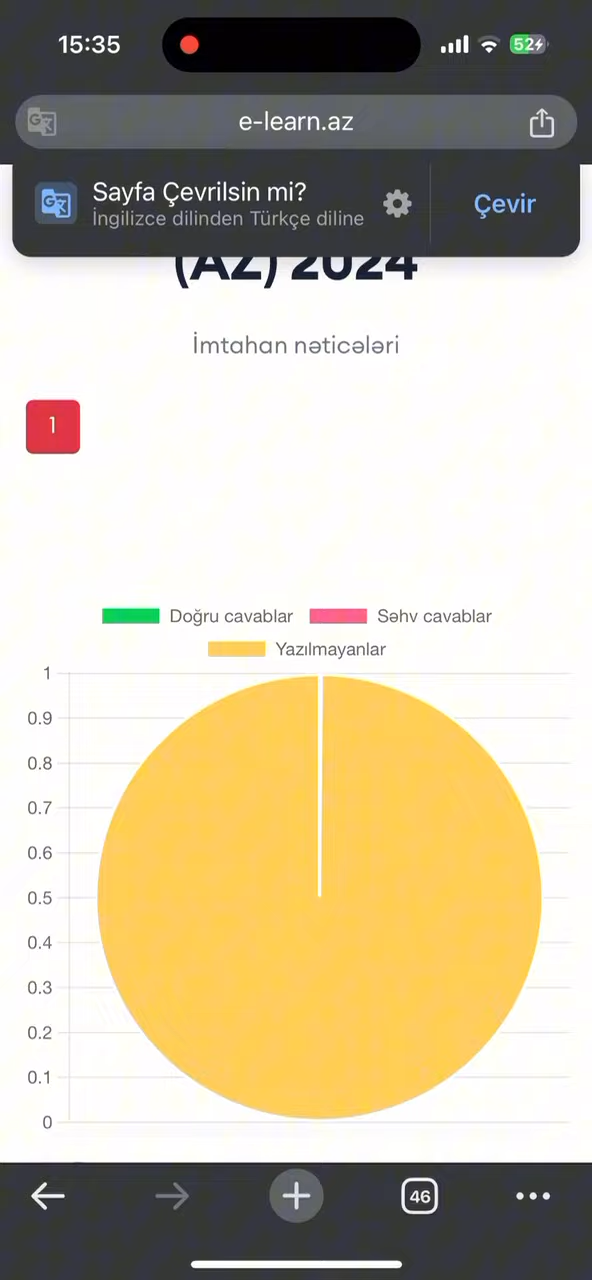 15:35
52
e-learn.az
Sayfa Çevrilsin mi?
İngilizce dilinden Türkçe diline
Çevir
(AZ) 2024
İmtahan nəticələri
1
Doğru cavablar
Səhv cavablar
Yazılmayanlar
1
0.9
0.8
0.7
0.6
0.5
0.4
0.3
0.2
0.1
0
46